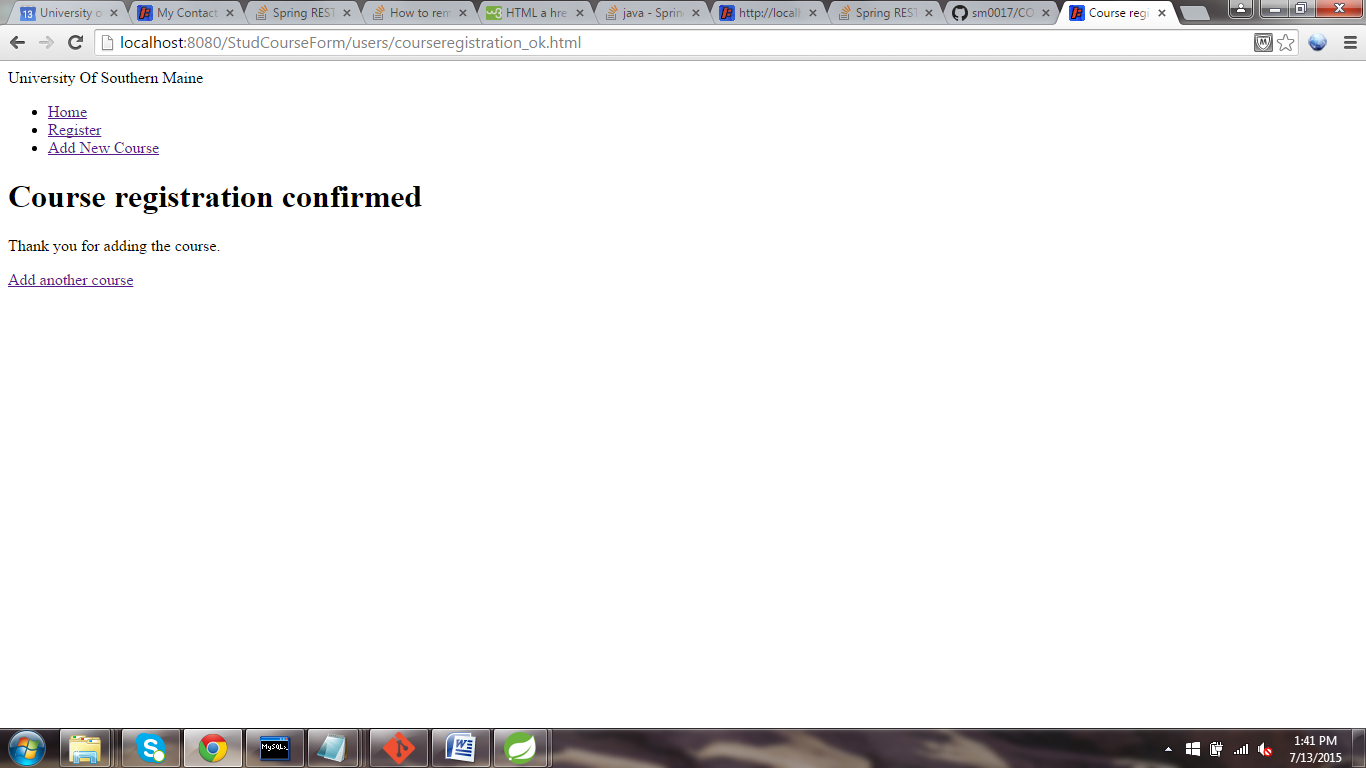 University o
My Contact
Spring REST
How to rem
HTML a hre
java - Spring
http://local
Spring REST
sm0017/CO
Course regi
localhost:8080/StudCourseForm/users/courseregistration_ok.html
University Of Southern Maine
Home
Register
Add New Course
Course registration confirmed
Thank you for adding the course.
Add another course
1:41 PM
7/13/2015